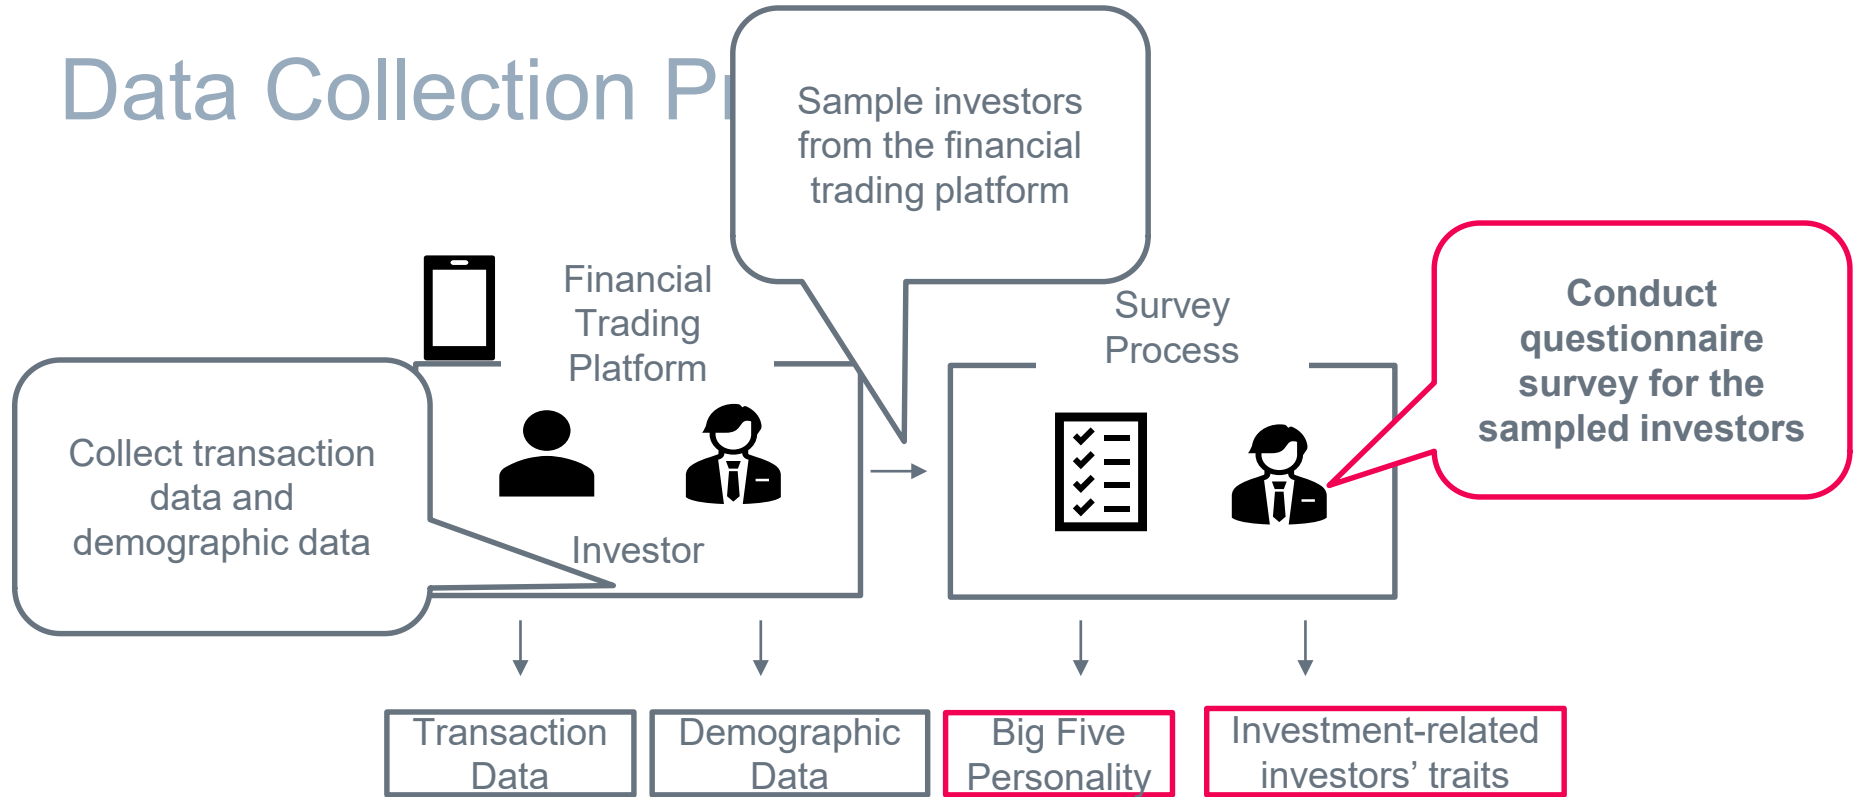 Data Collection
Sample investors
from the financial
trading platform
Financial
Trading
Platform
Survey
Process
Conduct
questionnaire
survey for the
sampled investors
Collect transaction
data and
demographic data
Investor
Transaction
Data
Demographic
Data
Big Five
Personality
Investment-related
investors’ traits